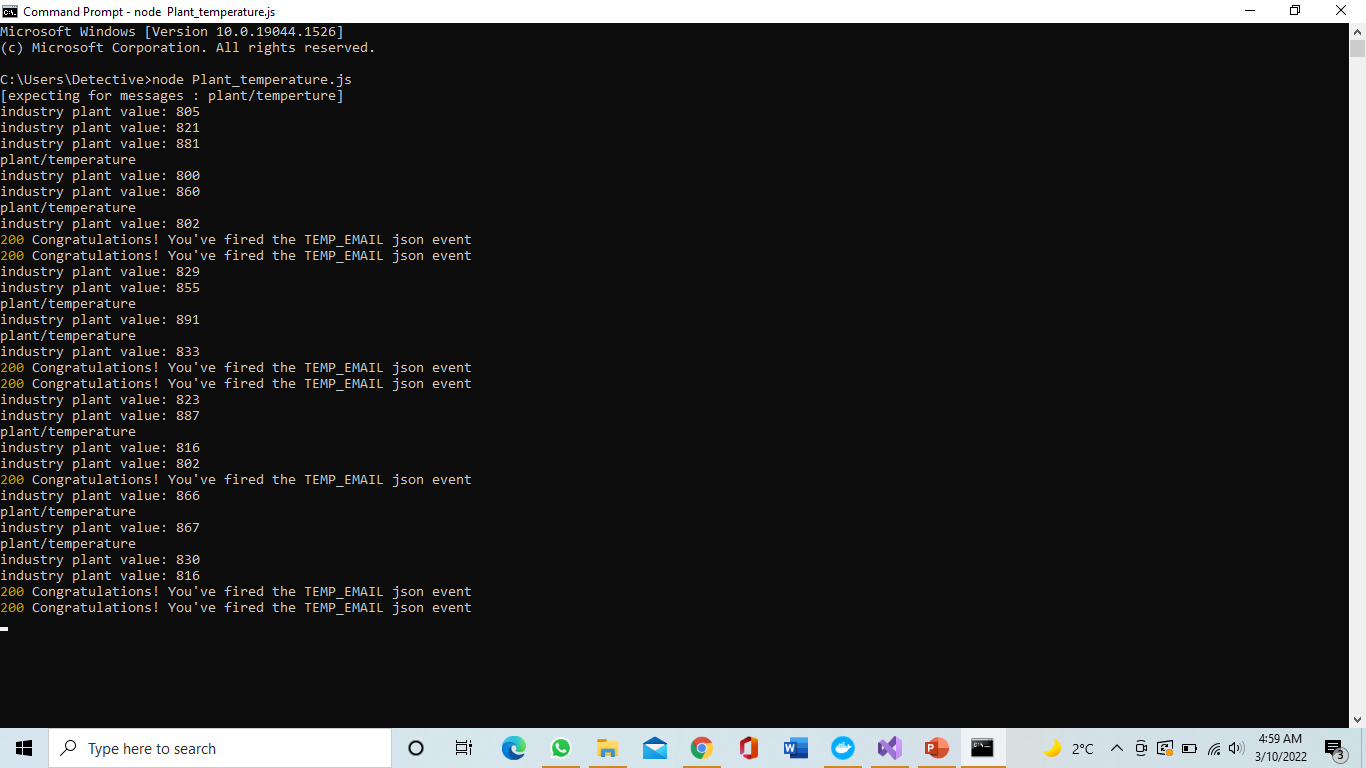 Command Prompt - node Plant_temperature.js
Microsoft Windows [Version 10.0.19044.1526]
(c) Microsoft Corporation. All rights reserved.
C:\Users\Detective>node Plant_temperature.js
[expecting for messages : plant/temperture]
industry plant value: 805
industry plant value: 821
industry plant value: 881
plant/temperature
industry plant value: 800
industry plant value: 860
plant/temperature
industry plant value: 802
200 Congratulations! You've fired the TEMP_EMAIL json event
200 Congratulations! You've fired the TEMP_EMAIL json event
industry plant value: 829
industry plant value: 855
plant/temperature
industry plant value: 891
plant/temperature
industry plant value: 833
200 Congratulations! You've fired the TEMP_EMAIL json event
200 Congratulations! You've fired the TEMP_EMAIL json event
industry plant value: 823
industry plant value: 887
plant/temperature
industry plant value: 816
industry plant value: 802
200 Congratulations! You've fired the TEMP_EMAIL json event
industry plant value: 866
plant/temperature
industry plant value: 867
plant/temperature
industry plant value: 830
industry plant value: 816
200 Congratulations! You've fired the TEMP_EMAIL json event
200 Congratulations! You've fired the TEMP_EMAIL json event
Type here to search
2°C
4:59 AM
3/10/2022
3